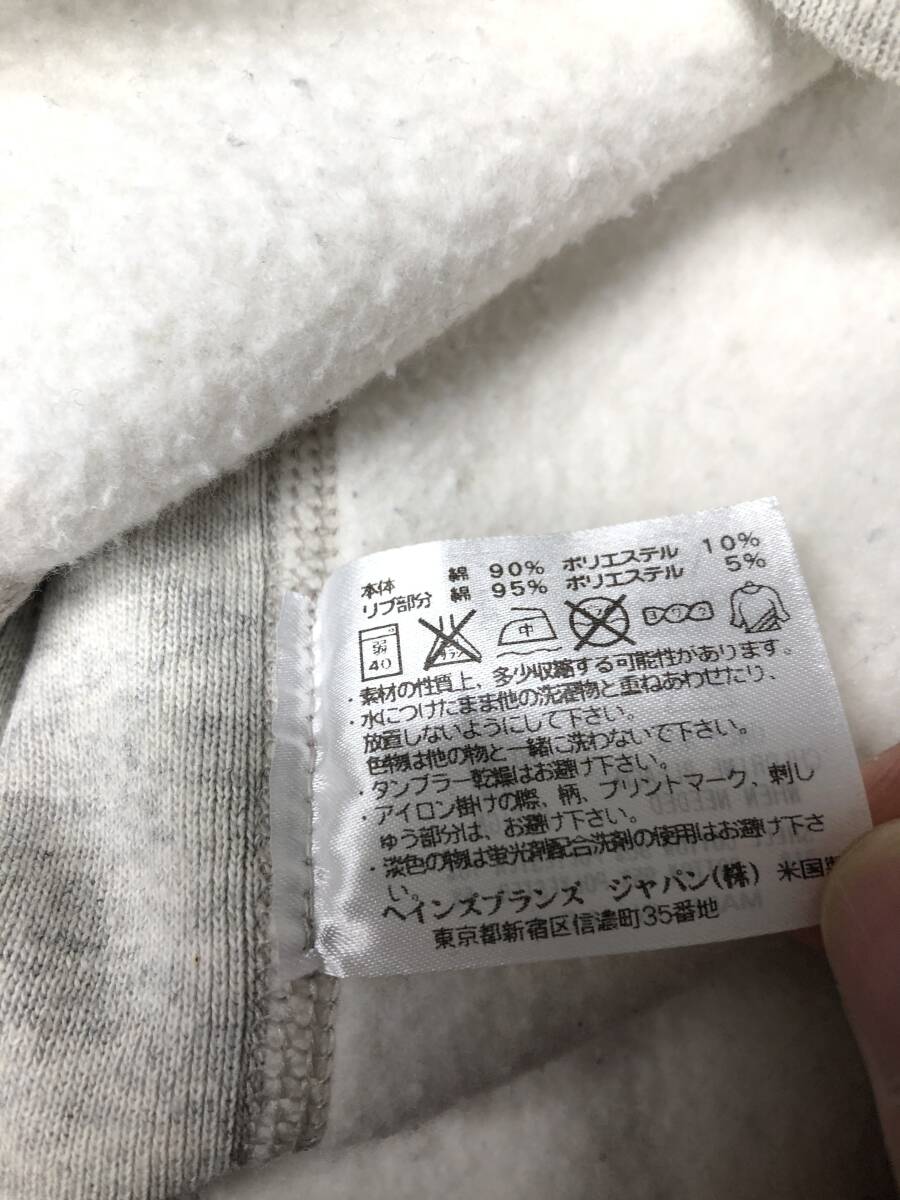 本体 綿 90% ポリエステル 10%
リブ部分 綿 95% ポリエステル 5%
弱 40 中
・素材の性質上、多少収縮する可能性があります。
・水につけたまま他の洗濯物と重ねあわせたり、
放置しないようにして下さい。
色物は他の物と一緒に洗わないで下さい。
・タンブラー乾燥はお避け下さい。
・アイロン掛けの際、柄、プリントマーク、刺し
ゅう部分は、お避け下さい。
・淡色の物は蛍光剤配合洗剤の使用はお避け下さ
い。
ヘインズブランズ ジャパン(株) 米国製
東京都新宿区信濃町35番地
WHEN NEEDED